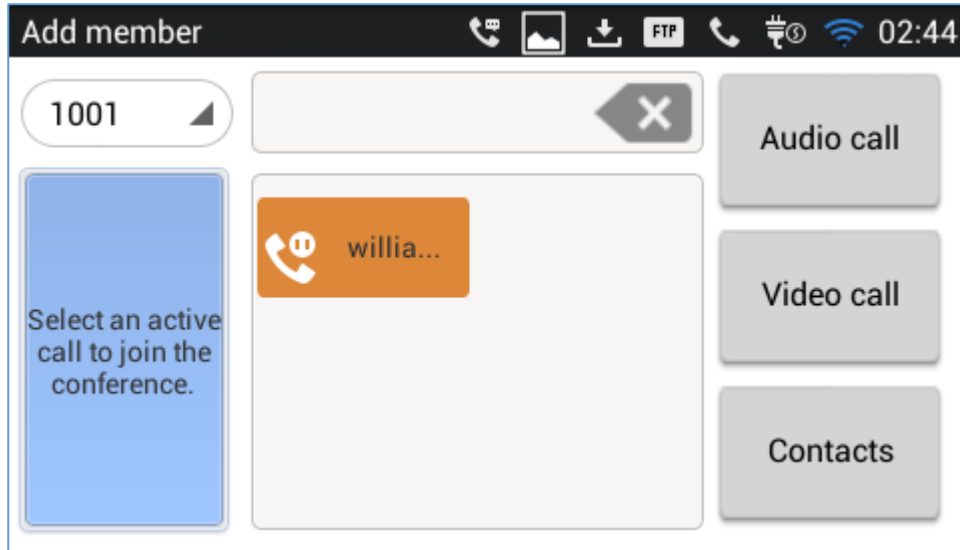 Add member
FTP
02:44
1001
Audio call
Select an active
call to join the
conference.
willia...
Video call
Contacts